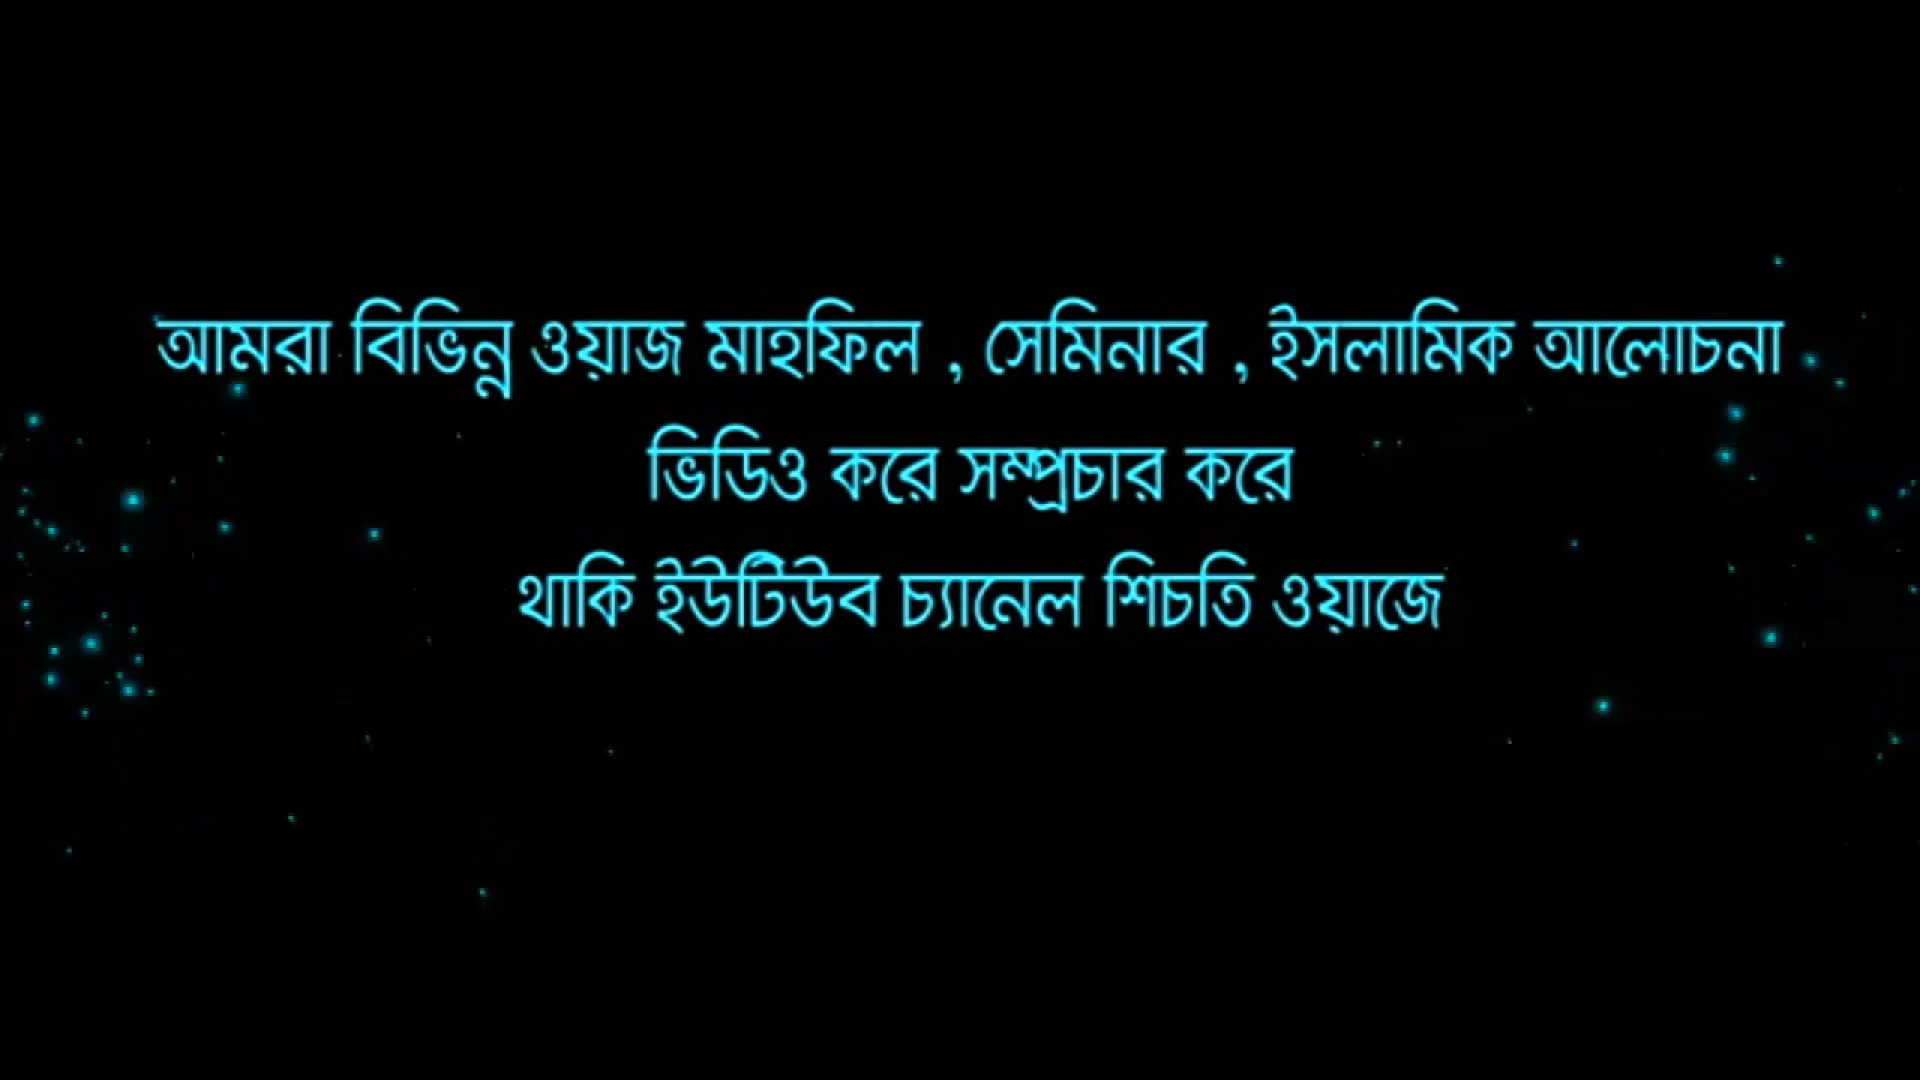 আমরা বিভিন্ন ওয়াজ মাহফিল , সেমিনার , ইসলামিক আলোচনা
ভিডিও করে সম্প্রচার করে
থাকি ইউটিউব চ্যানেল শিচতি ওয়াজে